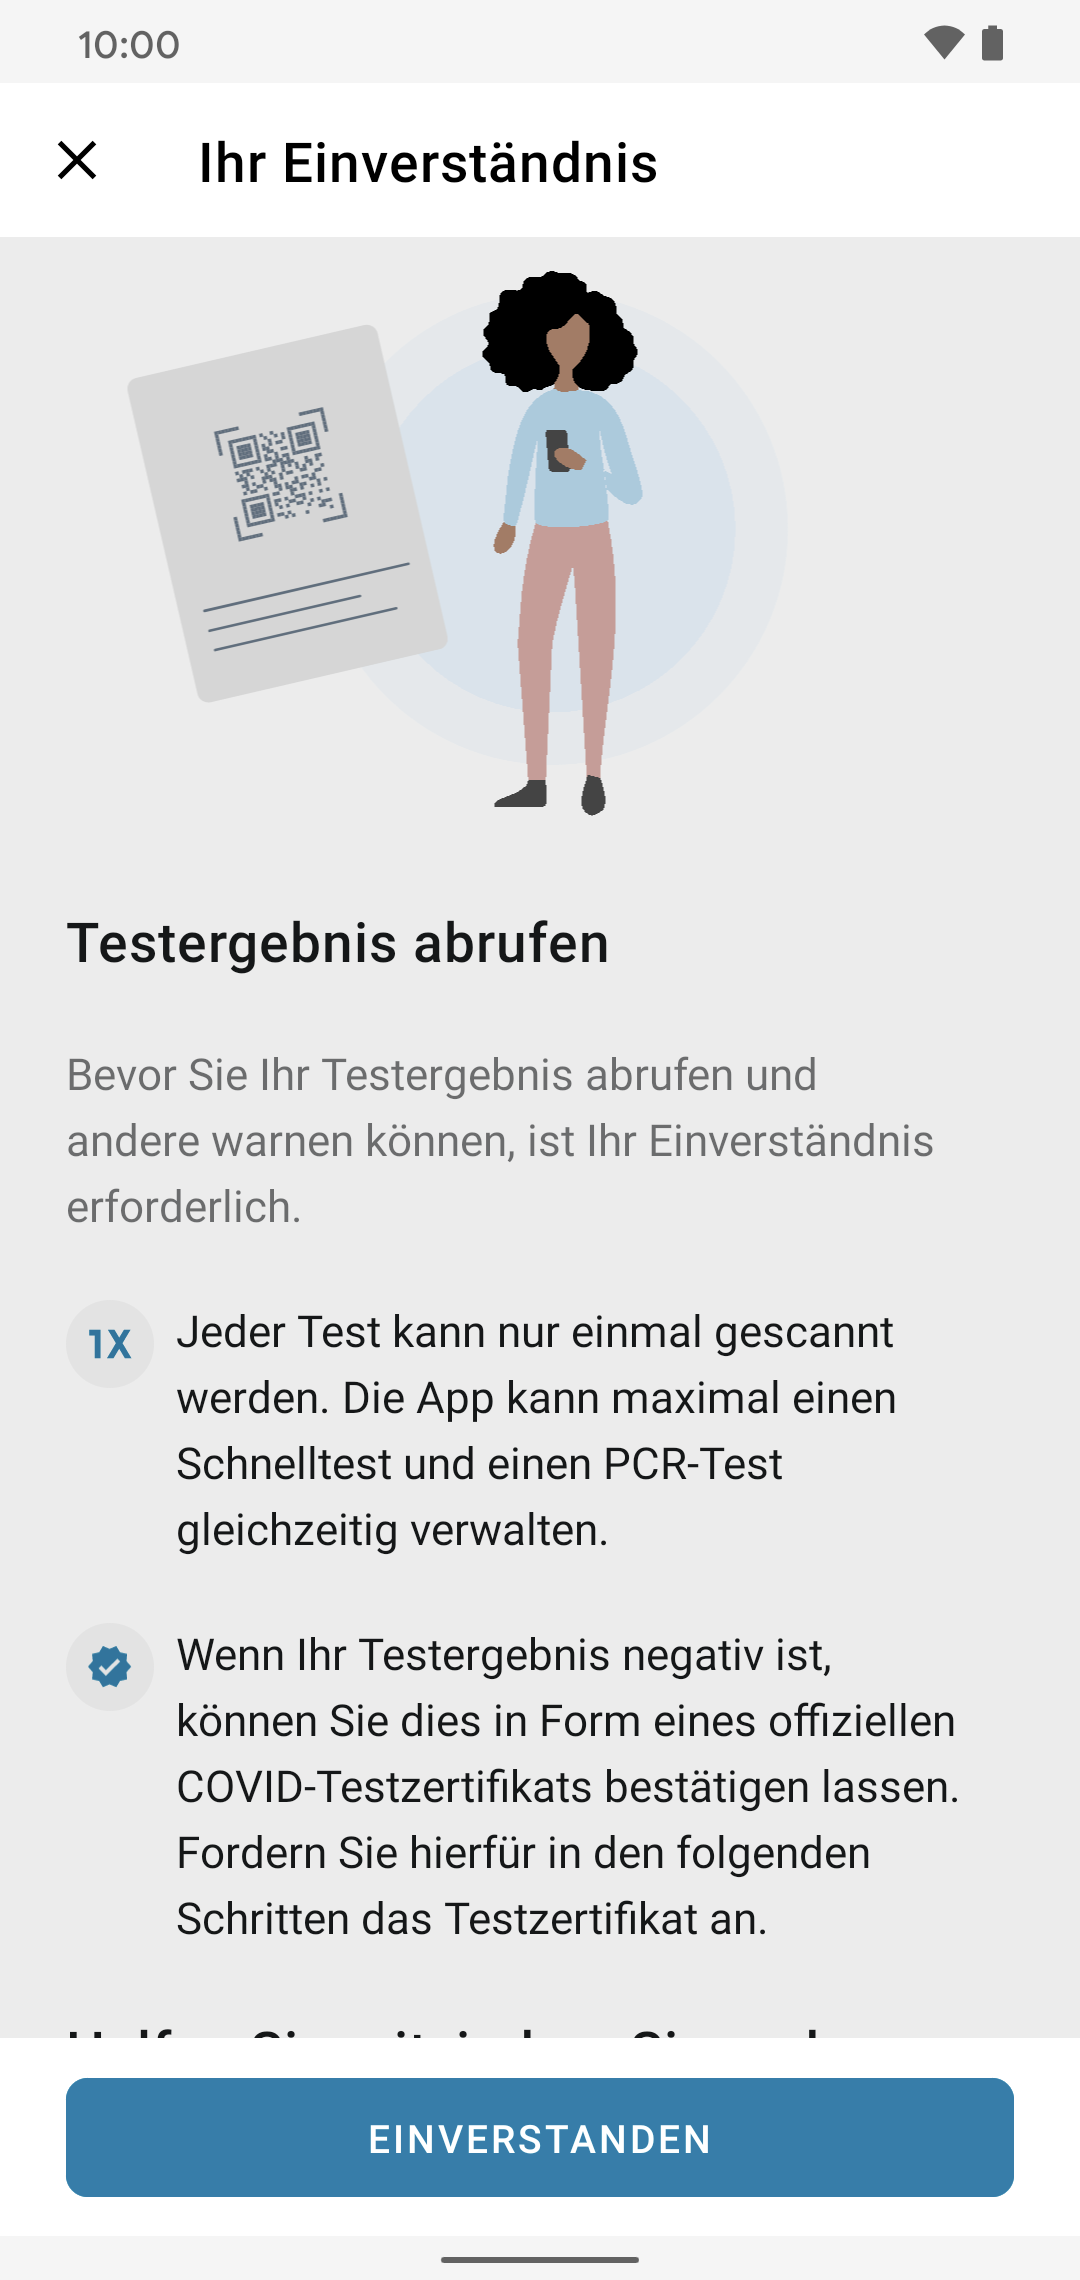 10:00
Ihr Einverständnis
Testergebnis abrufen
Bevor Sie Ihr Testergebnis abrufen und
andere warnen können, ist Ihr Einverständnis
erforderlich.
1X
Jeder Test kann nur einmal gescannt
werden. Die App kann maximal einen
Schnelltest und einen PCR-Test
gleichzeitig verwalten.
Wenn Ihr Testergebnis negativ ist,
können Sie dies in Form eines offiziellen
COVID-Testzertifikats bestätigen lassen.
Fordern Sie hierfür in den folgenden
Schritten das Testzertifikat an.
EINVERSTANDEN